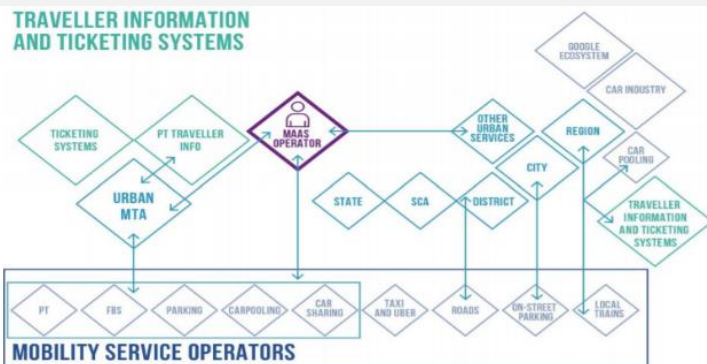 TRAVELLER INFORMATION
AND TICKETING SYSTEMS
GOOGLE
ECOSYSTEM
CAR INDUSTRY
TICKETING
SYSTEMS
PT TRAVELLER
INFO
MAAS
OPERATOR
OTHER
URBAN
SERVICES
REGION
CITY
CAR
POOLING
URBAN
MTA
STATE
SCA
DISTRICT
TRAVELLER
INFORMATION
AND TICKETING
SYSTEMS
PT
FBS
PARKING
CARPOOLING
CAR
SHARING
TAXI
AND UBER
ROADS
ON-STREET
PARKING
LOCAL
TRAINS
MOBILITY SERVICE OPERATORS